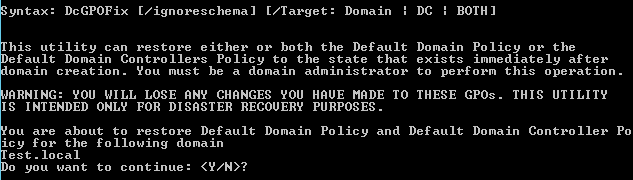 Syntax: DcGPOFix [/ignoreschema] [/Target: Domain ¦ DC ¦ BOTH]
This utility can restore either or both the Default Domain Policy or the
Default Domain Controllers Policy to the state that exists immediately after
domain creation. You must be a domain administrator to perform this operation.
WARNING: YOU WILL LOSE ANY CHANGES YOU HAVE MADE TO THESE GPOs. THIS UTILITY
IS INTENDED ONLY FOR DISASTER RECOVERY PURPOSES.
You are about to restore Default Domain Policy and Default Domain Controller Po
icy for the following domain
Test.local
Do you want to continue: <Y/N>?